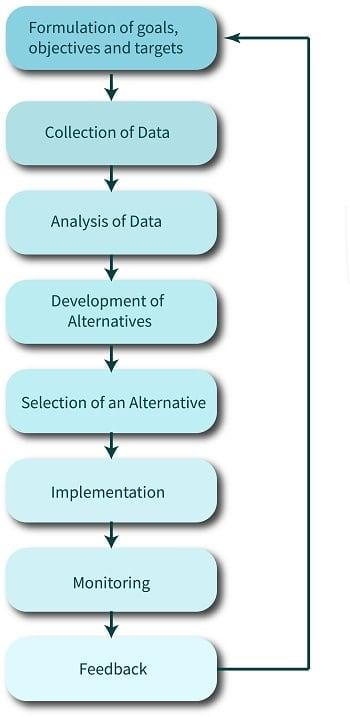 Formulation of goals,
objectives and targets
Collection of Data
Analysis of Data
Development of
Alternatives
Selection of an Alternative
Implementation
Monitoring
Feedback